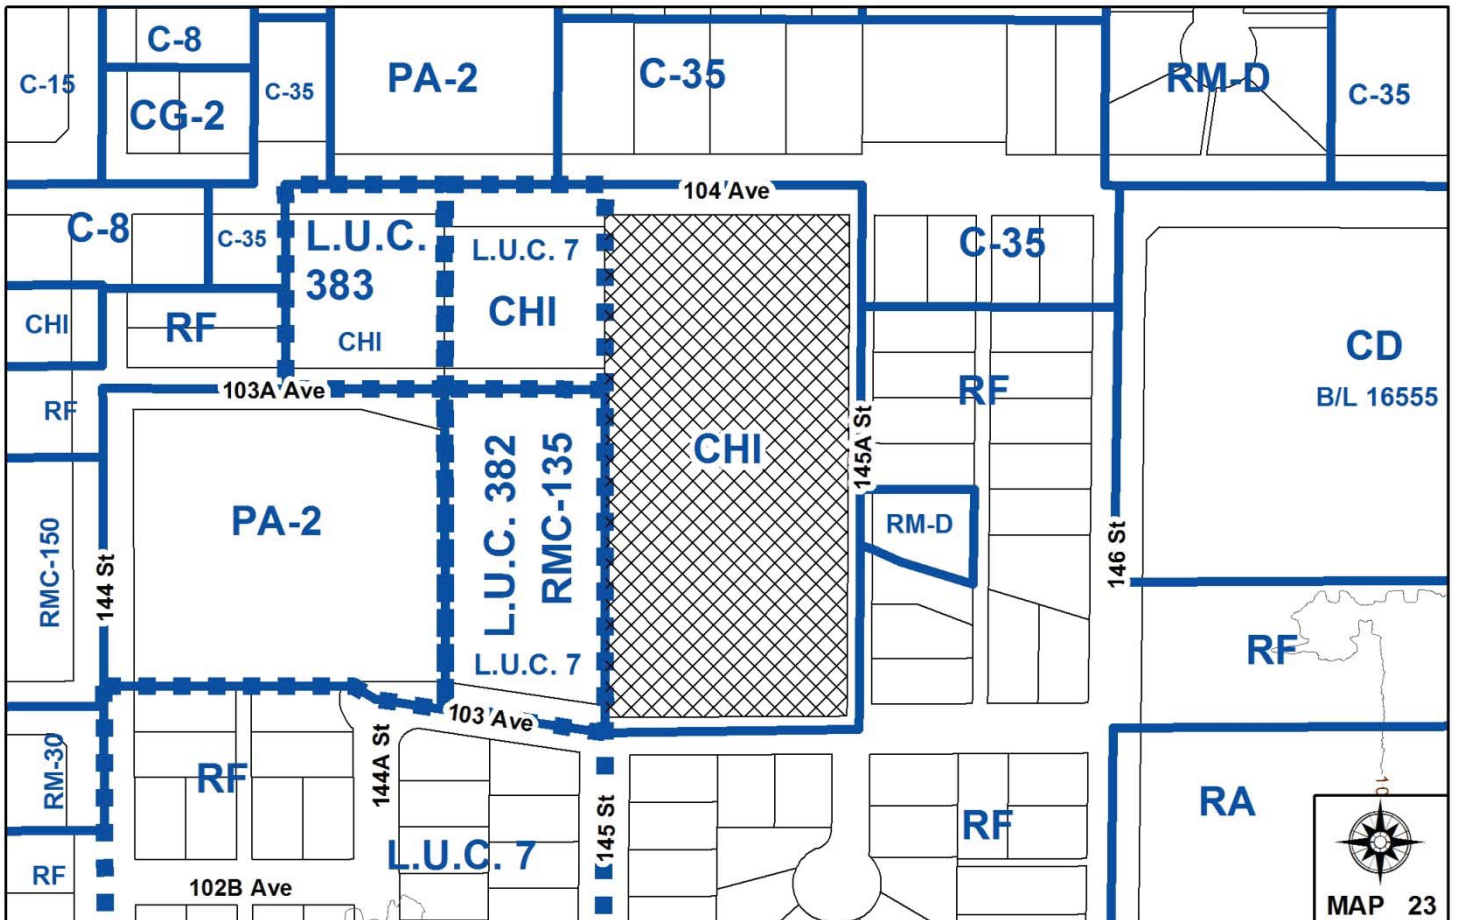 C-15
C-8
CG-2
C-35
PA-2
C-35
RM-D
C-35
104 Ave
C-8
C-35
L.U.C.
383
CHI
L.U.C. 7
CHI
C-35
CHI
RF
103A Ave
RF
CHI
145A St
RF
CD
B/L 16555
PA-2
L.U.C. 382
RMC-135
L.U.C. 7
RM-D
RMC-150
144 St
146 St
RF
103 Ave
RM-30
RF
144A St
L.U.C. 7
145 St
RF
RA
10
RF
102B Ave
MAP 23